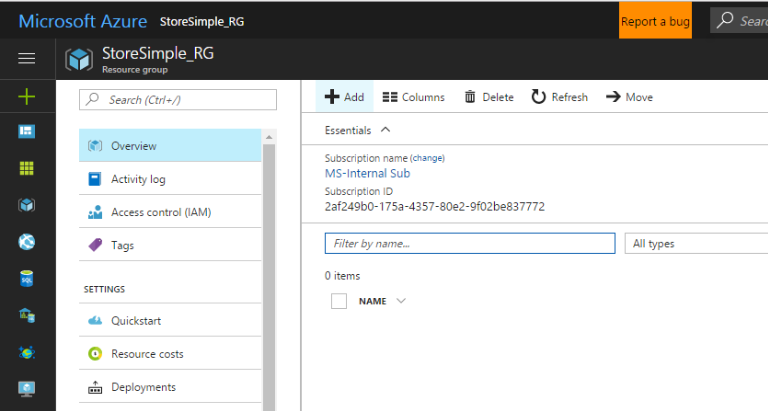 Microsoft Azure StoreSimple_RG
Report a bug
Sear
StoreSimple_RG
Resource group
Search (Ctrl+/)
Overview
Activity log
Access control (IAM)
Tags
SETTINGS
Quickstart
Resource costs
Deployments
Add Columns Delete Refresh Move
Essentials
Subscription name (change)
MS-Internal Sub
Subscription ID
2af249b0-175a-4357-80e2-9f02be837772
Filter by name... All types
0 items
NAME
SQL